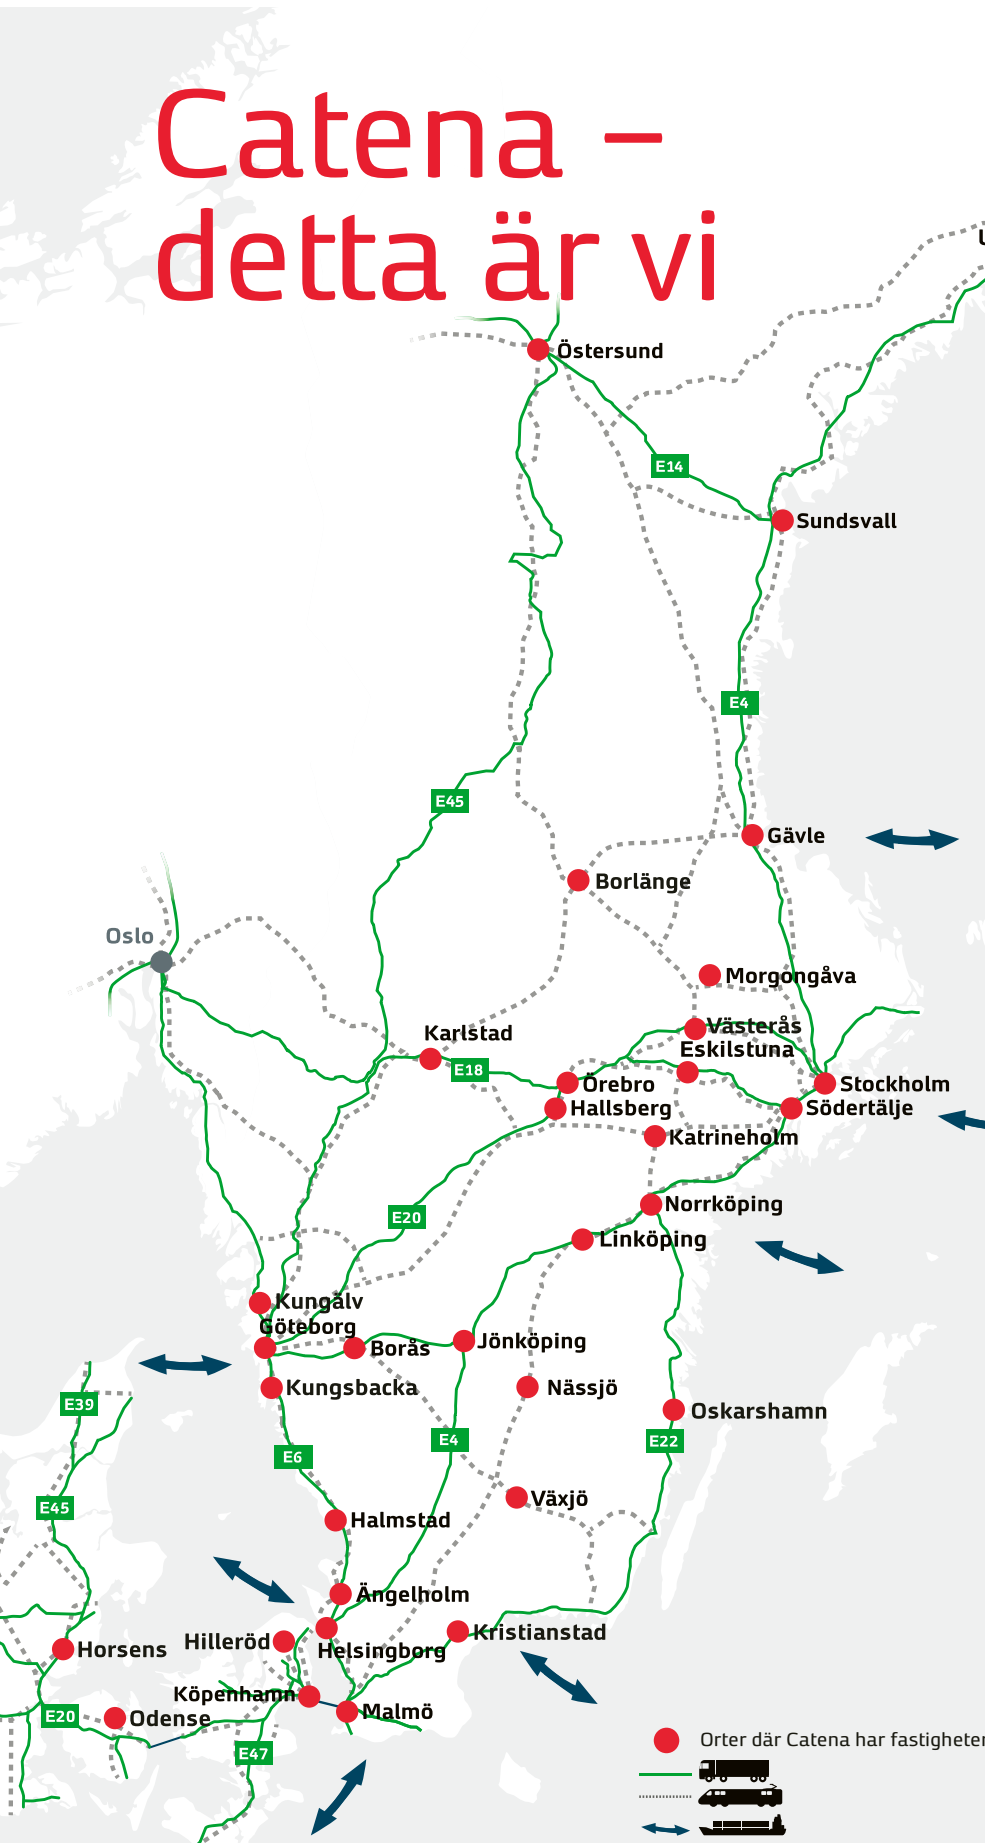 Catena –
detta är vi
Östersund
E14
Sundsvall
E4
E45
Gävle
Borlänge
Oslo
Morgongåva
Västerås
Karlstad
Eskilstuna
E18
Örebro
Stockholm
Hallsberg
Södertälje
Katrineholm
Norrköping
E20
Linköping
Kungälv
Göteborg
Borås
Jönköping
Kungsbacka
Nässjö
E39
Oskarshamn
E4
E22
E6
Växjö
E45
Halmstad
Ängelholm
Kristianstad
Hilleröd
Horsens
Helsingborg
Köpenhamn
Malmö
E20
Odense
Orter där Catena har fastigheter
E47